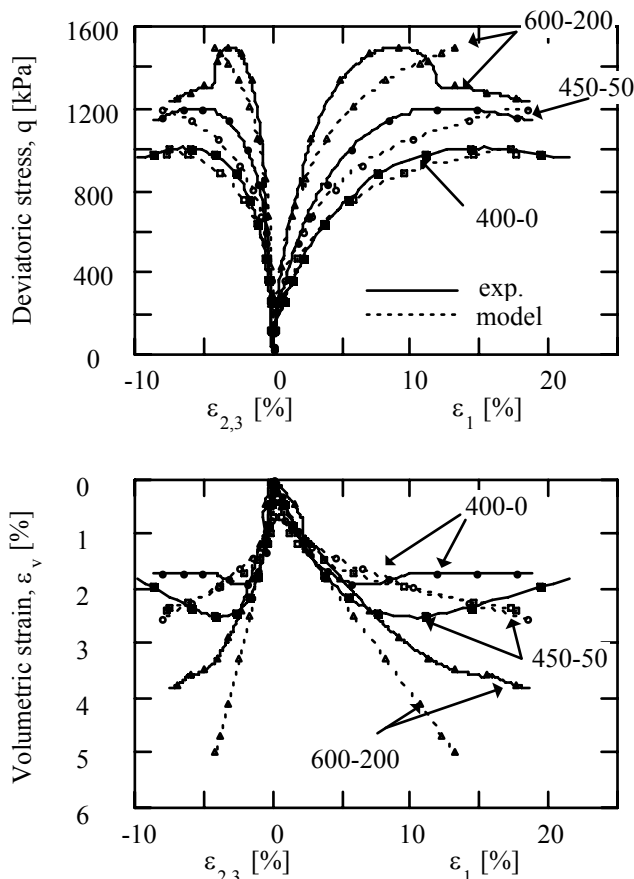 1600
1200
800
400
0
Deviatoric stress, q [kPa]
600-200
450-50
400-0
exp.
model
-10 0 10 20
ε2,3 [%] ε1 [%]
0
1
2
3
4
5
6
Volumetric strain, εv [%]
400-0
450-50
600-200
-10 0 10 20
ε2,3 [%] ε1 [%]